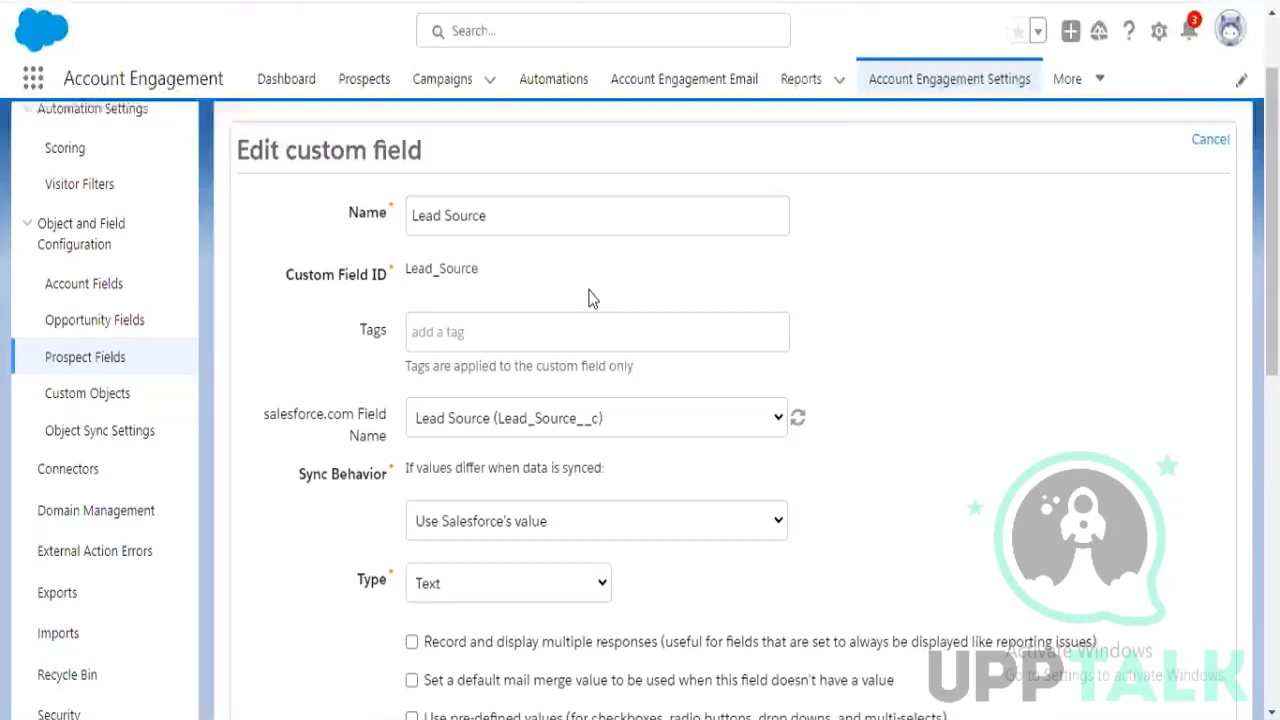 Search...
3
Account Engagement
Dashboard
Prospects
Campaigns
Automations
Account Engagement Email
Reports
Account Engagement Settings
More
Automation Settings
Scoring
Visitor Filters
Object and Field
Configuration
Account Fields
Opportunity Fields
Prospect Fields
Custom Objects
Object Sync Settings
Connectors
Domain Management
External Action Errors
Exports
Imports
Recycle Bin
Security
Edit custom field
Cancel
Name * Lead Source
Custom Field ID * Lead_Source
Tags add a tag
Tags are applied to the custom field only
salesforce.com Field
Name
Lead Source (Lead_Source__c)
Sync Behavior * If values differ when data is synced:
Use Salesforce's value
Type * Text
Record and display multiple responses (useful for fields that are set to always be displayed like reporting issues)
Set a default mail merge value to be used when this field doesn't have a value
Use pre-defined values (for checkboxes, radio buttons, drop downs, and multi-selects)
Activate Windows
Go to Settings to activate Windows.
UPPTALK